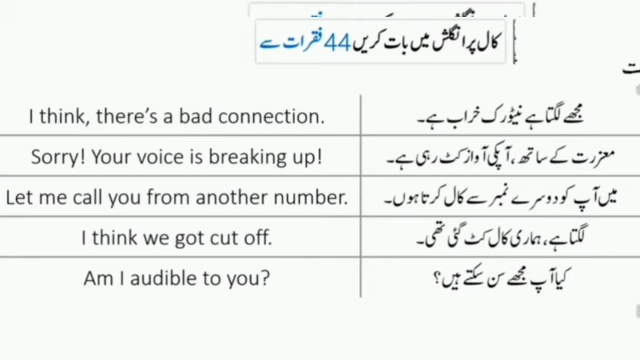 کال پر انگلش میں بات کریں 44 فقرات سے
I think, there's a bad connection. مجھے لگتا ہے نیٹورک خراب ہے۔
Sorry! Your voice is breaking up! معزرت کے ساتھ، آپکی آواز کٹ رہی ہے۔
Let me call you from another number. میں آپ کو دوسرے نمبر سے کال کرتا ہوں۔
I think we got cut off. لگتا ہے، ہماری کال کٹ گئی تھی۔
Am I audible to you? کیا آپ مجھے سن سکتے ہیں؟